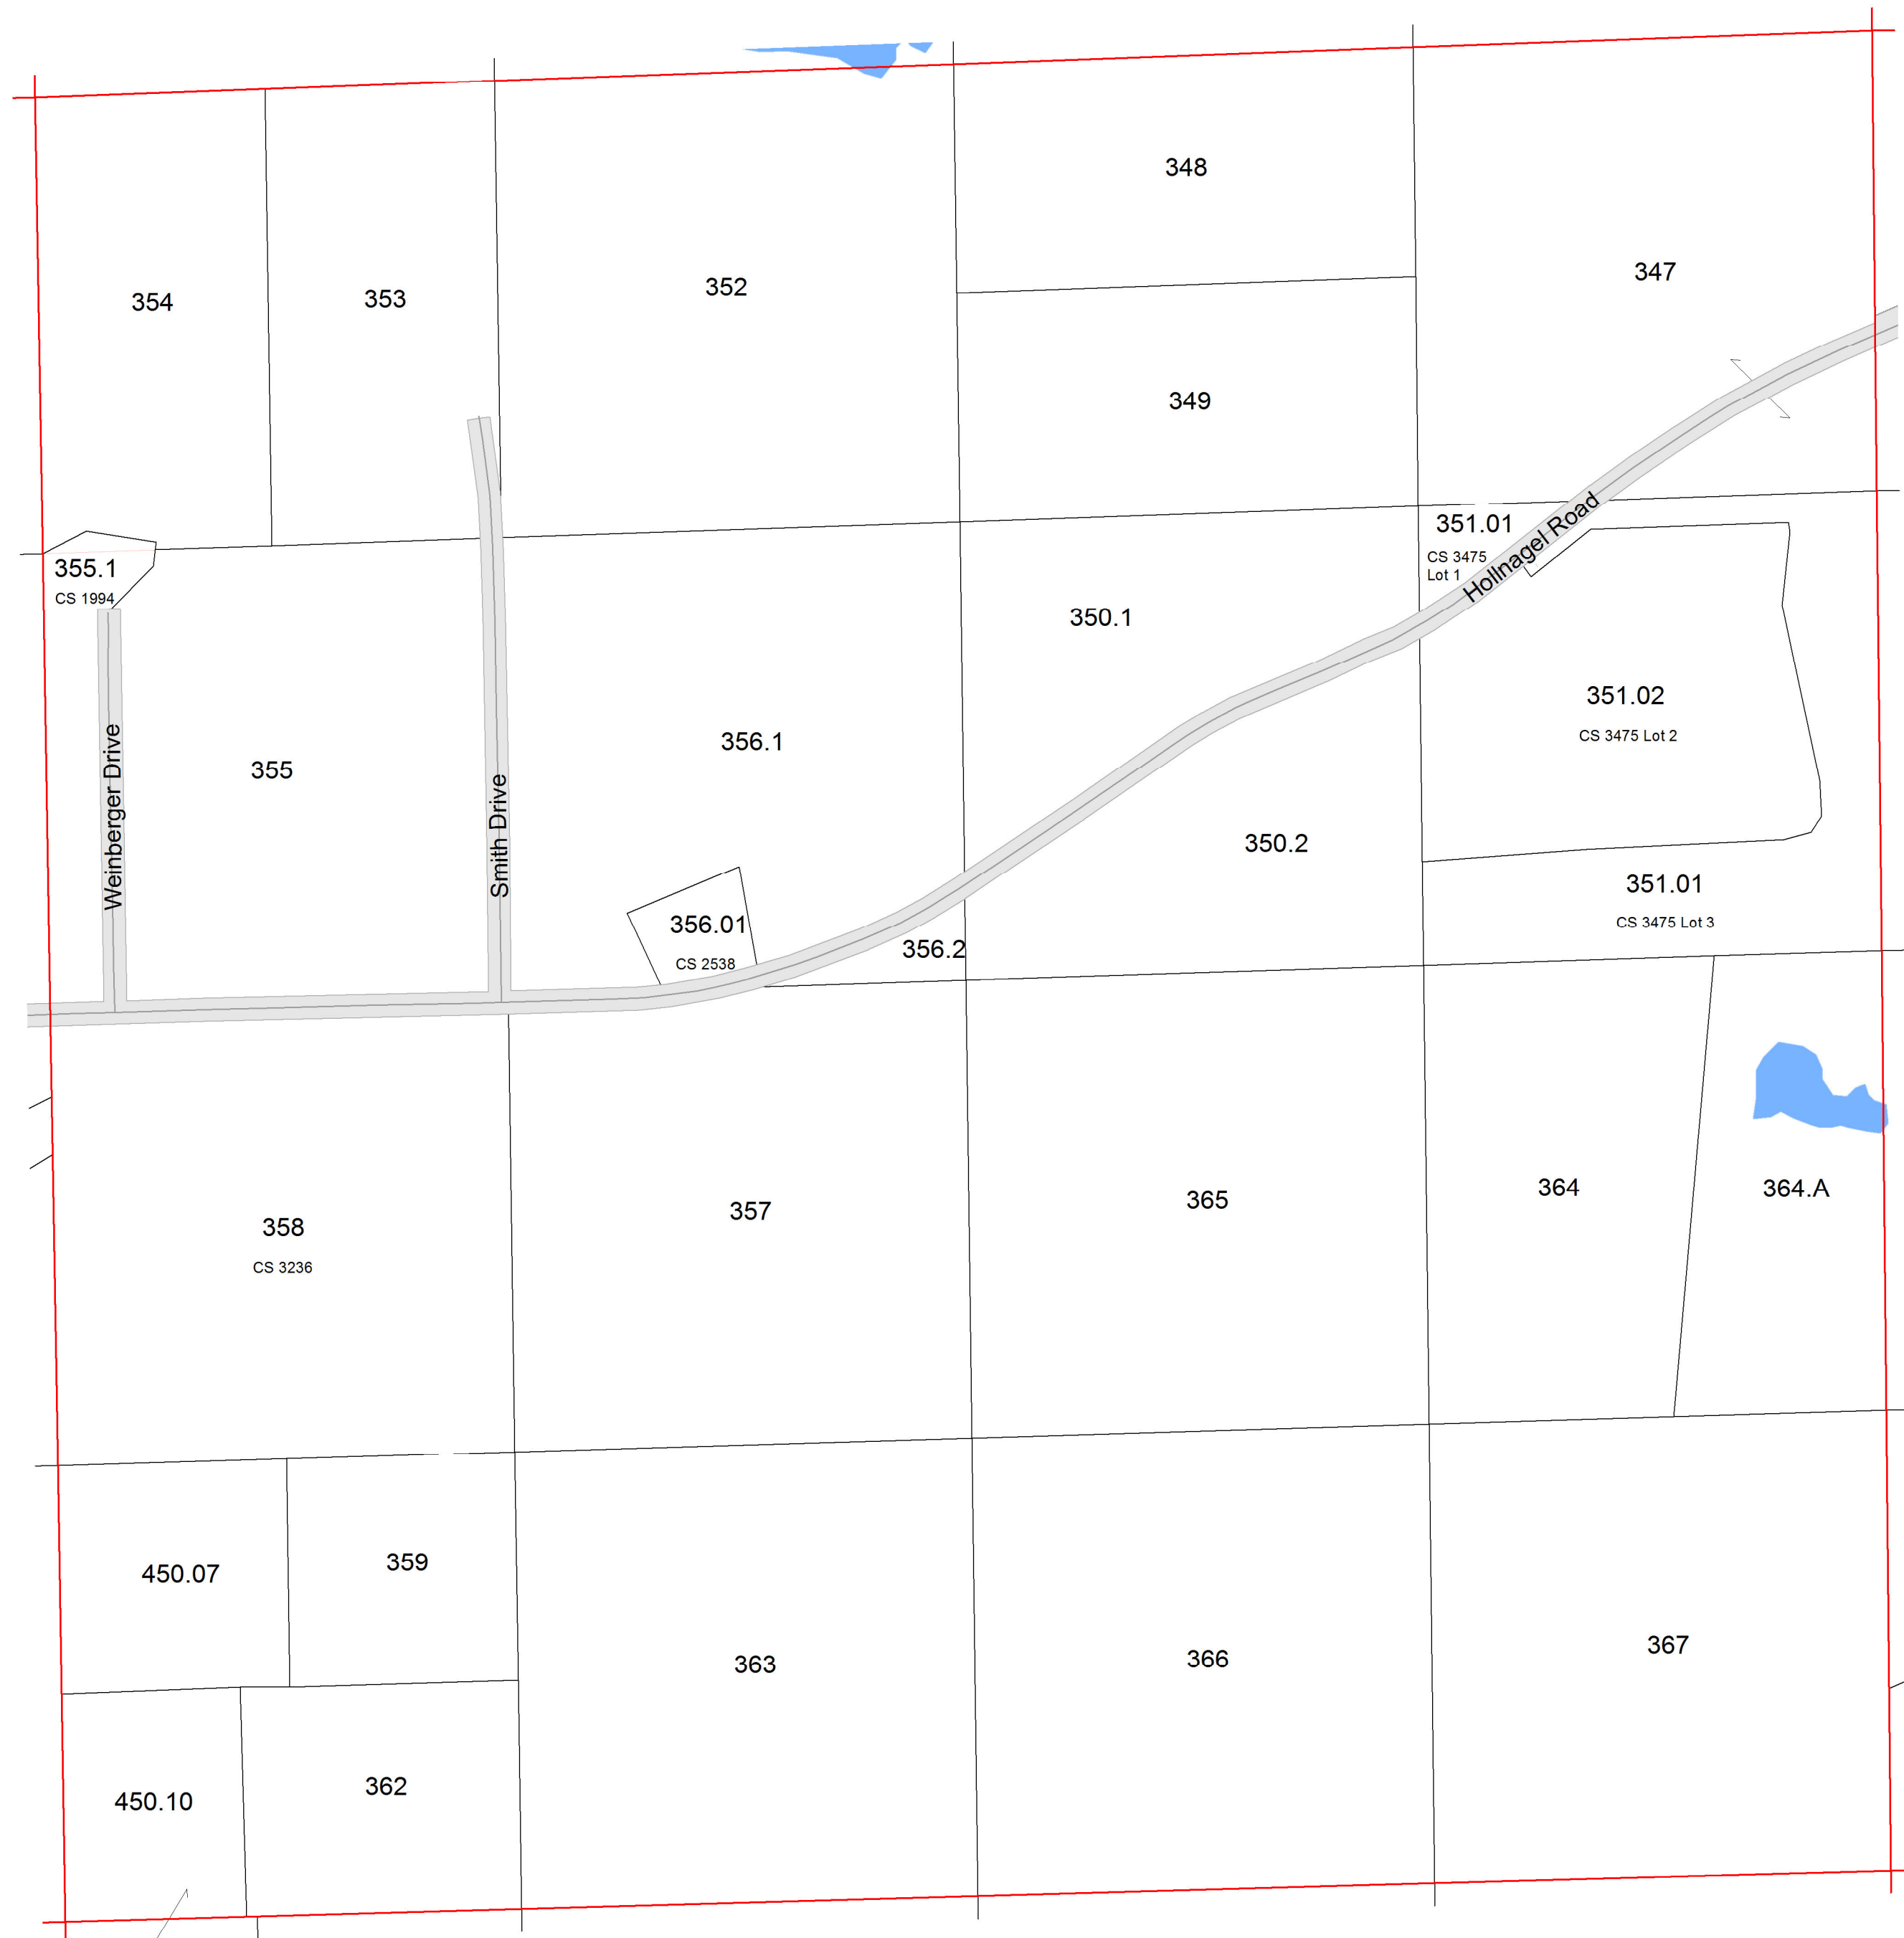 348
347
352
353
354
349
351.01
CS 3475
Lot 1
Hollnagel Road
355.1
CS 1994
350.1
351.02
CS 3475 Lot 2
356.1
355
Weinberger Drive
Smith Drive
350.2
351.01
CS 3475 Lot 3
356.01
CS 2538
356.2
364
364.A
365
357
358
CS 3236
359
450.07
367
366
363
362
450.10